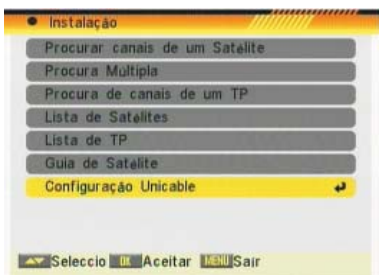 Instalação
Procurar canais de um Satélite
Procura Múltipla
Procura de canais de um TP
Lista de Satélites
Lista de TP
Guia de Satélite
Configuração Unicable
Seleccio OK Aceitar MENU Sair